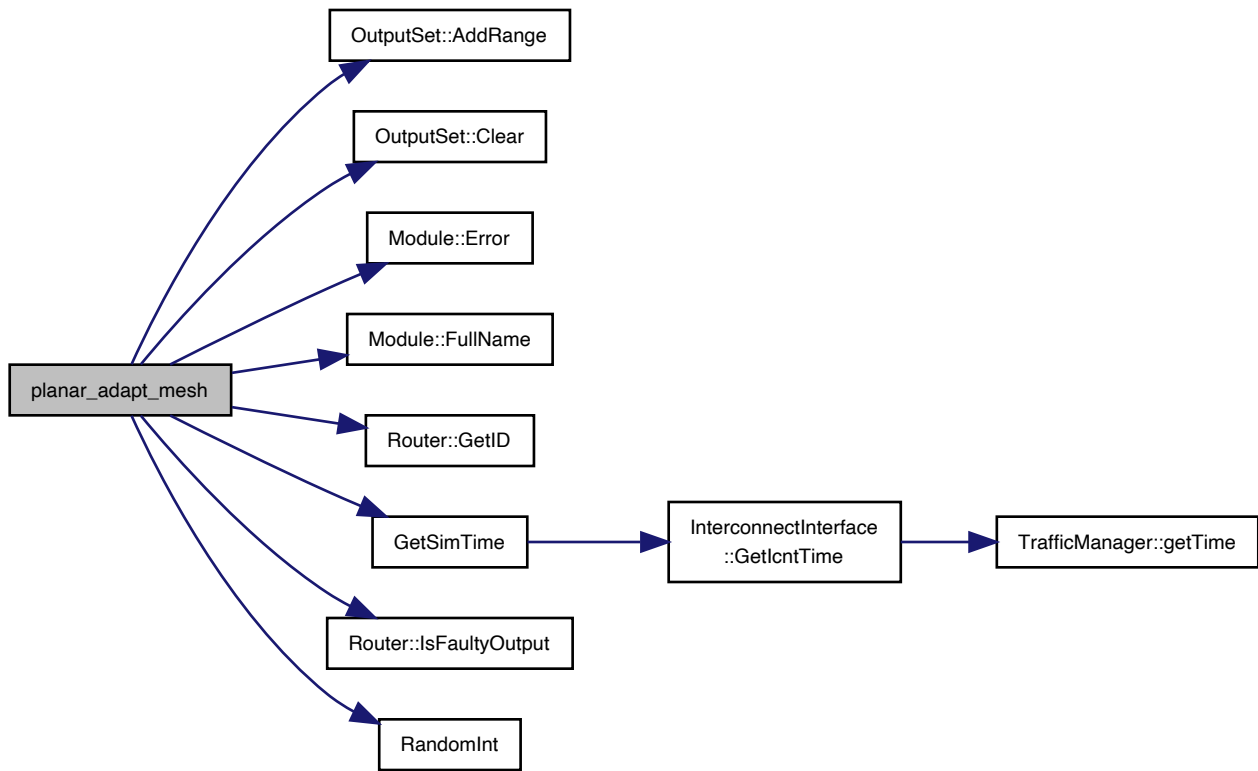 OutputSet::AddRange
OutputSet::Clear
Module::Error
Module::FullName
planar_adapt_mesh
Router::GetID
GetSimTime
InterconnectInterface
::GetIcntTime
TrafficManager::getTime
Router::IsFaultyOutput
RandomInt